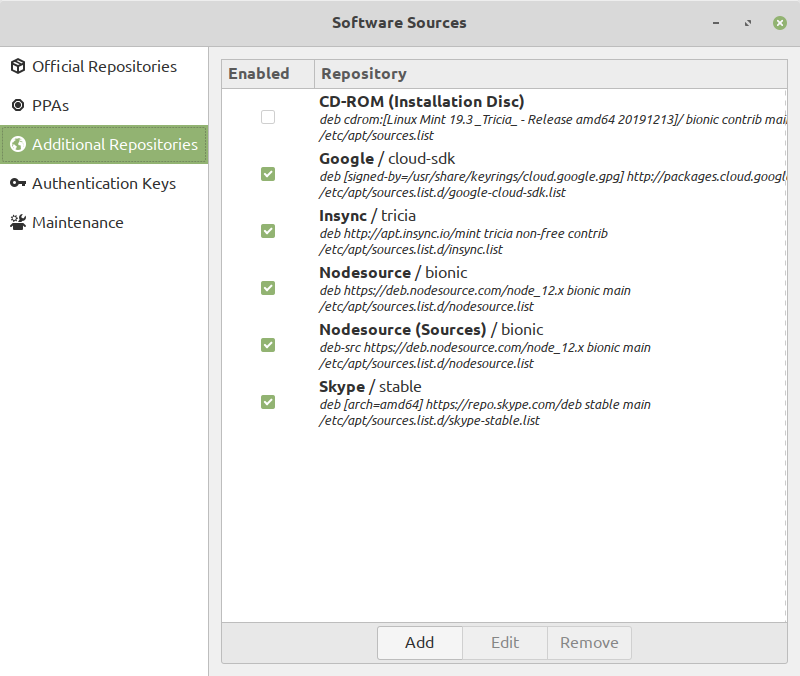 Software Sources
Official Repositories
PPAs
Additional Repositories
Authentication Keys
Maintenance
Enabled Repository
CD-ROM (Installation Disc)
deb cdrom:[Linux Mint 19.3 _Tricia_ - Release amd64 20191213]/ bionic contrib
/etc/apt/sources.list
Google / cloud-sdk
deb [signed-by=/usr/share/keyrings/cloud.google.gpg] http://packages.cloud.googl
/etc/apt/sources.list.d/google-cloud-sdk.list
Insync / tricia
deb http://apt.insync.io/mint tricia non-free contrib
/etc/apt/sources.list.d/insync.list
Nodesource / bionic
deb https://deb.nodesource.com/node_12.x bionic main
/etc/apt/sources.list.d/nodesource.list
Nodesource (Sources) / bionic
deb-src https://deb.nodesource.com/node_12.x bionic main
/etc/apt/sources.list.d/nodesource.list
Skype / stable
deb [arch=amd64] https://repo.skype.com/deb stable main
/etc/apt/sources.list.d/skype-stable.list
Add Edit Remove